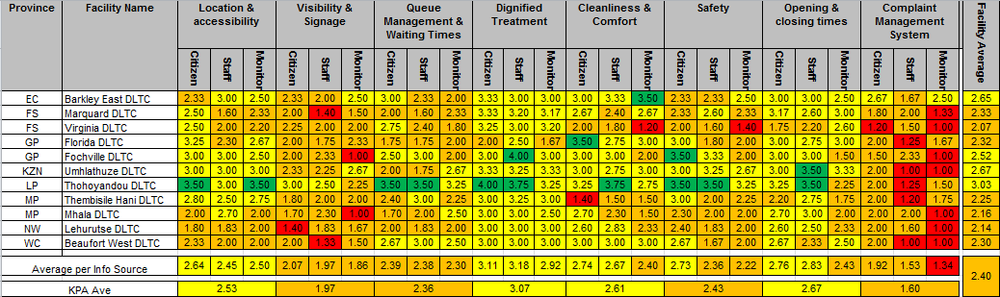 Province Facility Name Location & accessibility Visibility & Signage Queue Management & Waiting Times Dignified Treatment Cleanliness & Comfort Safety Opening & closing times Complaint Management System Facility Average
Citizen Staff Monitor Citizen Staff Monitor Citizen Staff Monitor Citizen Staff Monitor Citizen Staff Monitor Citizen Staff Monitor Citizen Staff Monitor Citizen Staff Monitor
EC Barkley East DLTC 2.33 3.00 2.50 2.33 2.00 2.50 3.00 2.33 2.00 3.33 3.00 3.00 3.00 3.33 3.50 2.33 2.33 2.50 3.00 3.00 2.50 2.67 1.67 2.50 2.65
FS Marquard DLTC 2.50 1.60 2.33 2.25 1.40 1.50 2.00 1.60 2.33 3.33 3.20 3.17 2.67 2.40 2.67 2.33 2.60 2.33 3.17 2.60 3.00 1.80 2.00 1.33 2.33
FS Virginia DLTC 2.50 2.00 2.20 2.25 2.00 2.00 2.75 2.40 1.80 3.25 3.00 3.33 2.00 1.80 1.20 2.00 1.60 1.40 1.75 2.20 2.60 1.20 1.50 1.00 2.07
GP Florida DLTC 3.25 2.30 2.67 2.00 1.75 2.33 1.75 1.75 2.00 2.00 2.50 1.67 3.50 2.75 3.00 3.00 1.80 2.00 2.75 3.00 3.00 2.00 1.25 1.67 2.32
GP Fochville DLTC 3.00 3.00 2.50 2.00 2.33 1.00 2.50 3.00 2.00 3.00 4.00 3.00 3.00 3.00 2.00 3.50 2.33 2.00 3.00 3.00 1.50 1.50 2.33 1.00 2.52
KZN Umhlathuze DLTC 3.00 3.00 3.00 2.33 2.25 2.67 2.00 1.75 2.67 3.33 3.25 3.00 3.00 3.00 3.00 3.00 3.25 2.67 3.00 3.50 3.00 2.33 1.00 1.00 2.67
LP Thohoyandou DLTC 3.50 3.00 3.50 3.00 2.50 2.25 3.50 3.50 3.25 4.00 3.75 3.25 3.25 3.75 2.75 3.50 3.50 3.25 3.25 3.50 2.25 2.00 1.25 1.50 3.03
MP Thembisile Hani DLTC 2.80 2.50 2.75 1.80 2.00 2.00 2.40 3.00 2.25 3.00 3.25 3.00 1.40 1.50 1.50 3.00 2.00 2.25 2.20 2.75 1.75 2.00 1.20 1.75 2.25
MP Mhala DLTC 2.00 2.70 2.00 1.70 2.30 1.00 1.70 2.00 2.50 3.00 3.00 3.00 2.70 2.30 1.50 2.30 2.00 2.00 2.70 3.00 2.00 2.00 2.00 1.00 2.16
NW Lehurutse DLTC 1.80 1.83 2.00 1.40 1.83 1.67 2.00 1.83 2.00 3.00 3.00 3.00 2.60 2.83 2.33 2.40 1.83 2.00 2.60 2.50 2.33 2.00 1.60 1.00 2.14
WC Beaufort West DLTC 2.33 2.00 2.00 2.00 1.33 1.50 2.67 3.00 2.50 3.00 3.00 2.50 3.00 2.67 3.00 2.67 2.67 2.00 1.67 2.33 2.50 2.33 1.00 1.00 2.30
Average per Info Source 2.64 2.45 2.50 2.07 1.97 1.86 2.39 2.38 2.30 3.11 3.18 2.92 2.74 2.67 2.40 2.73 2.36 2.22 2.76 2.83 2.43 1.92 1.53 1.34 2.40
KPA Ave 2.53 1.97 2.36 3.07 2.61 2.43 2.67 1.60